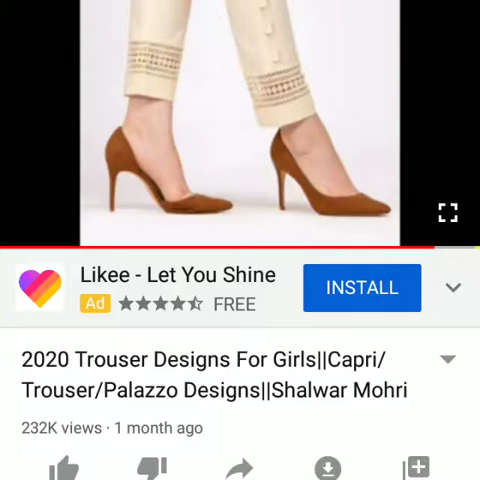 Likee - Let You Shine
Ad FREE
INSTALL
2020 Trouser Designs For Girls||Capri/
Trouser/Palazzo Designs||Shalwar Mohri
232K views · 1 month ago